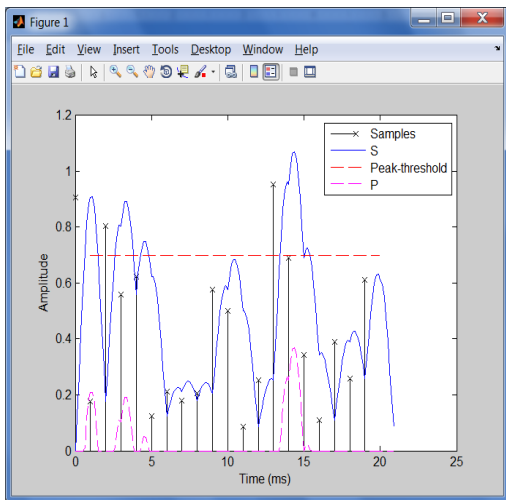 Figure 1
File Edit View Insert Tools Desktop Window Help
1.2
1
0.8
0.6
0.4
0.2
0
Amplitude
Samples
S
Peak-threshold
P
0 5 10 15 20 25
Time (ms)